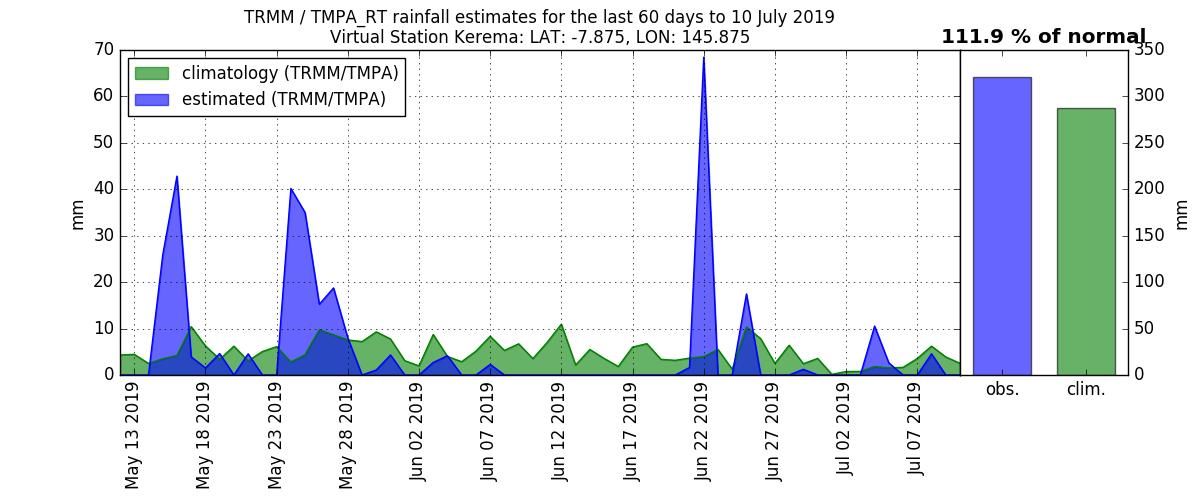 TRMM / TMPA_RT rainfall estimates for the last 60 days to 10 July 2019
Virtual Station Kerema: LAT: -7.875, LON: 145.875
111.9 % of normal
climatology (TRMM/TMPA)
estimated (TRMM/TMPA)
70
60
50
40
30
20
10
0
mm
May 13 2019
May 18 2019
May 23 2019
May 28 2019
Jun 02 2019
Jun 07 2019
Jun 12 2019
Jun 17 2019
Jun 22 2019
Jun 27 2019
Jul 02 2019
Jul 07 2019
350
300
250
200
150
100
50
0
mm
obs.
clim.